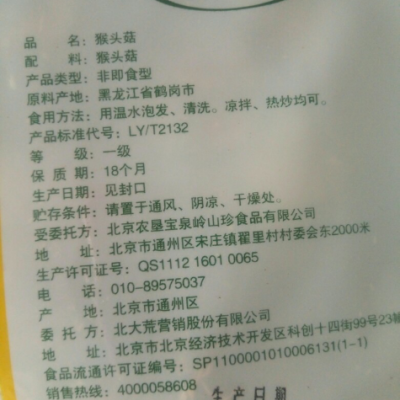 品 名：猴头菇
配 料：猴头菇
产品类型：非即食型
原料产地：黑龙江省鹤岗市
食用方法：用温水泡发、清洗。凉拌、热炒均可。
产品标准代号：LY/T2132
等 级：一级
保 质 期：18个月
生产日期：见封口
贮存条件：请置于通风、阴凉、干燥处。
受委托方：北京农垦宝泉岭山珍食品有限公司
地 址：北京市通州区宋庄镇翟里村村委会东2000米
生产许可证号：QS1112 1601 0065
电 话：010-89575037
产 地：北京市通州区
委 托 方：北大荒营销股份有限公司
地 址：北京市北京经济技术开发区科创十四街99号23幢
食品流通许可证编号：SP1100001010006131(1-1)
销售热线：4000058608
生产日期